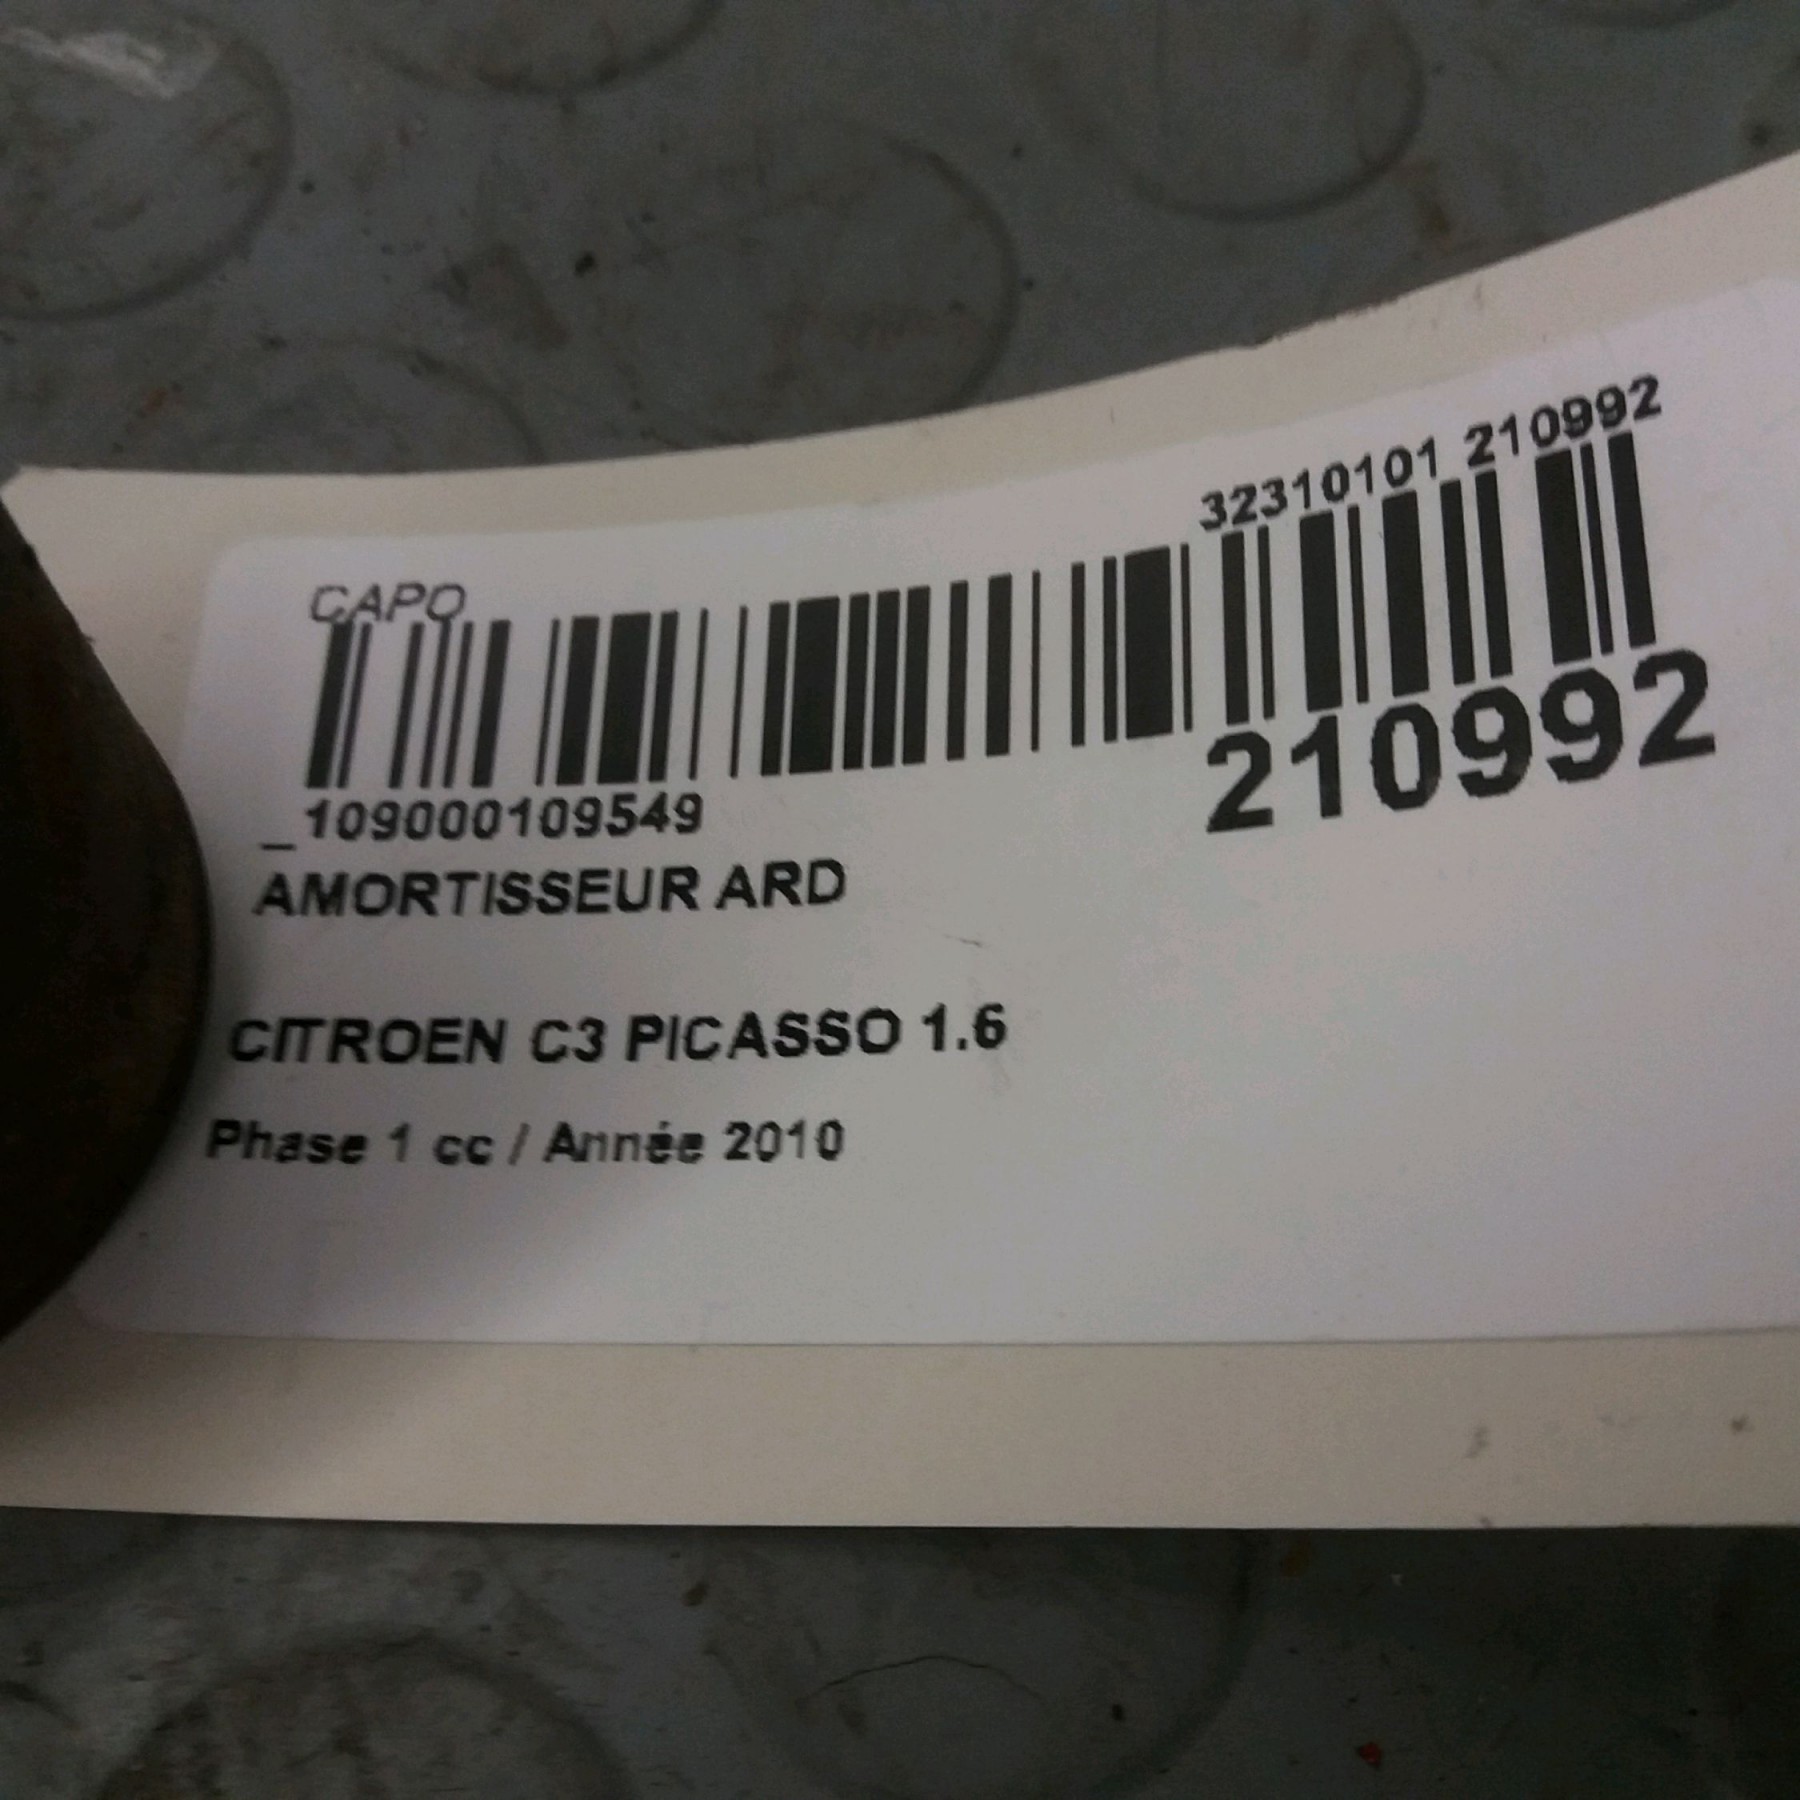 CAPO
32310101 210992
210992
_109000109549
AMORTISSEUR ARD
CITROEN C3 PICASSO 1.6
Phase 1 cc / Année 2010